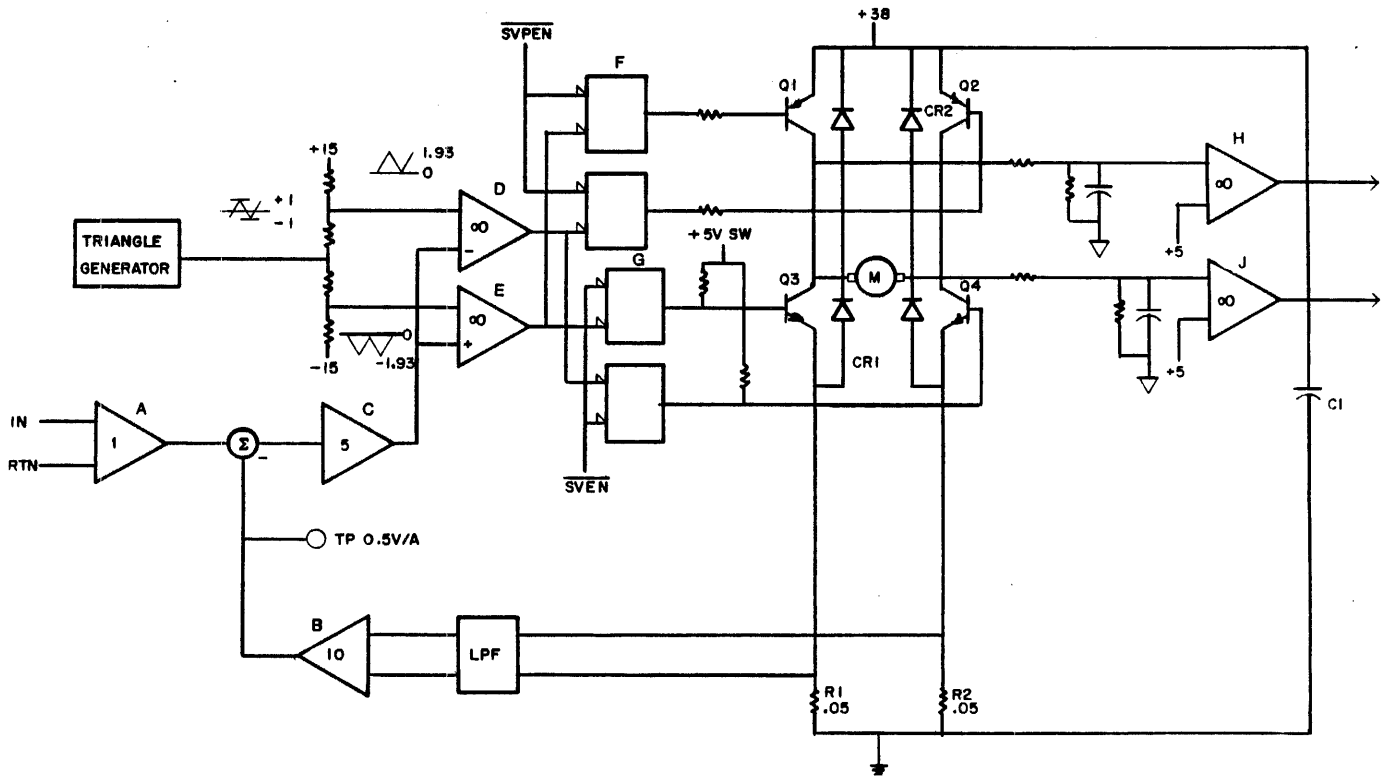 +38
SVPEN
F
Q1
Q2
CR2
+15
1.93
0
H
∞
+1
-1
D
∞
-
TRIANGLE
GENERATOR
+5V SW
+5
G
M
Q3
Q4
J
∞
E
∞
+
0
-1.93
-15
+5
CR1
C1
IN
RTN
A
1
Σ
-
C
5
SVEN
TP 0.5V/A
B
10
LPF
R1
.05
R2
.05